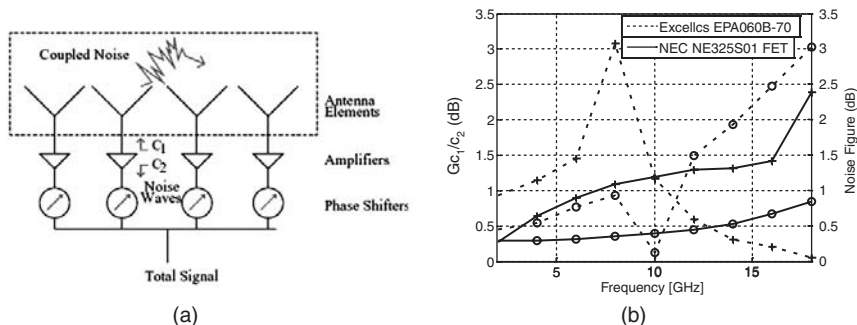 Coupled Noise
Antenna
Elements
C1
C2
Amplifiers
Noise
Waves
Phase Shifters
Total Signal
(a)
Excellcs EPA060B-70
NEC NE325S01 FET
3.5
3
2.5
2
1.5
1
0.5
0
Gc1/c2 (dB)
5
10
15
Frequency [GHz]
3.5
3
2.5
2
1.5
1
0.5
0
Noise Figure (dB)
(b)